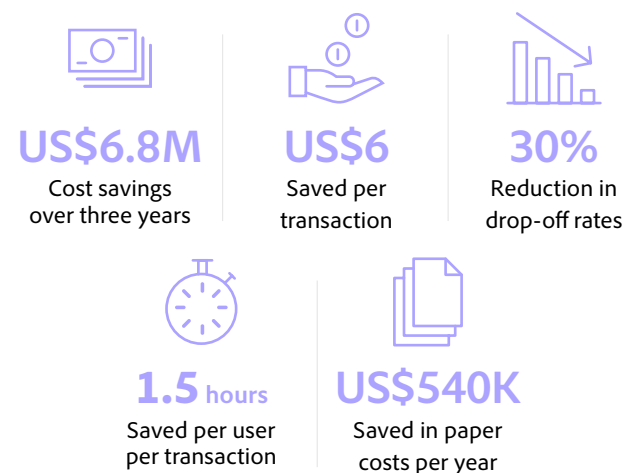 US$6.8M
Cost savings
over three years
US$6
Saved per
transaction
30%
Reduction in
drop-off rates
1.5 hours
Saved per user
per transaction
US$540K
Saved in paper
costs per year